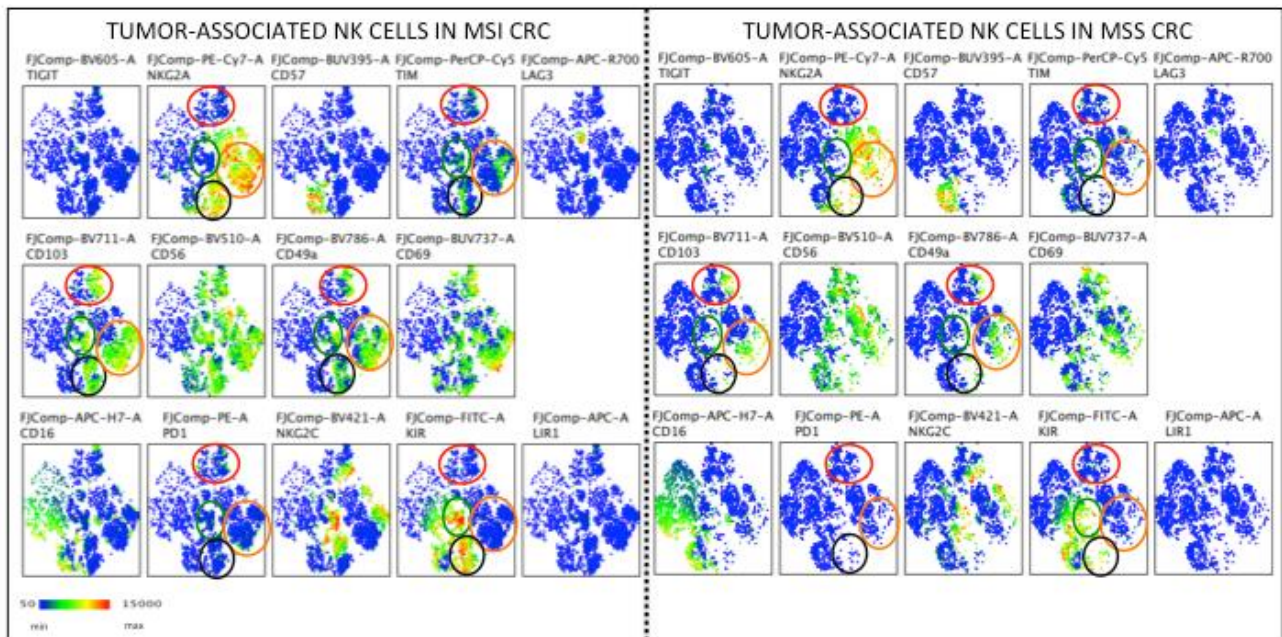 TUMOR-ASSOCIATED NK CELLS IN MSI CRC
FJComp-BV605-A FJComp-PE-Cy7-A FJComp-BUV395-A FJComp-PerCP-Cy5 FJComp-APC-R700
TIGIT NKG2A CD57 TIM LAG3
FJComp-BV711-A FJComp-BV510-A FJComp-BV786-A FJComp-BUV737-A
CD103 CD56 CD49a CD69
FJComp-APC-H7-A FJComp-PE-A FJComp-BV421-A FJComp-FITC-A FJComp-APC-A
CD16 PD1 NKG2C KIR LIR1
50 15000
min max
TUMOR-ASSOCIATED NK CELLS IN MSS CRC
FJComp-BV605-A FJComp-PE-Cy7-A FJComp-BUV395-A FJComp-PerCP-Cy5 FJComp-APC-R700
TIGIT NKG2A CD57 TIM LAG3
FJComp-BV711-A FJComp-BV510-A FJComp-BV786-A FJComp-BUV737-A
CD103 CD56 CD49a CD69
FJComp-APC-H7-A FJComp-PE-A FJComp-BV421-A FJComp-FITC-A FJComp-APC-A
CD16 PD1 NKG2C KIR LIR1